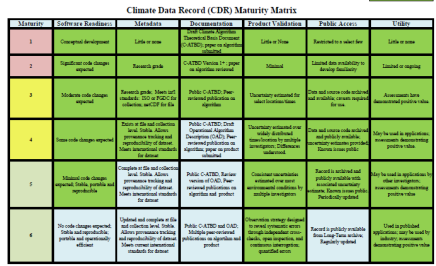 Climate Data Record (CDR) Maturity Matrix
Maturity Software Readiness Metadata Documentation Product Validation Public Access Utility
1
Conceptual development
Little or none
Draft Climate Algorithm
Theoretical Basis Document
(C-ATBD); paper on algorithm
submitted
Little or None
Restricted to a select few
Little or none
2
Significant code changes
expected
Research grade
C-ATBD Version 1+ ; paper
on algorithm reviewed
Minimal
Limited data availability to
develop familiarity
Limited or ongoing
3
Moderate code changes
expected
Research grade; Meets int'l
standards: ISO or FGDC for
collection; netCDF for file
Public C-ATBD; Peer-
reviewed publication on
algorithm
Uncertainty estimated for
select locations/times
Data and source code archived
and available; caveats required
for use.
Assessments have
demonstrated positive value.
4
Some code changes expected
Exists at file and collection
level. Stable. Allows
provenance tracking and
reproducibility of dataset.
Meets international standards
for dataset
Public C-ATBD; Draft
Operational Algorithm
Description (OAD); Peer-
reviewed publication on
algorithm; paper on product
submitted
Uncertainty estimated over
widely distributed
times/location by multiple
investigators; Differences
understood.
Data and source code archived
and publicly available;
uncertainty estimates provided;
Known issues public
May be used in applications;
assessments demonstrating
positive value.
5
Minimal code changes
expected; Stable, portable and
reproducible
Complete at file and collection
level. Stable. Allows
provenance tracking and
reproducibility of dataset.
Meets international standards
for dataset
Public C-ATBD, Review
version of OAD, Peer-
reviewed publications on
algorithm and product
Consistent uncertainties
estimated over most
environmental conditions by
multiple investigators
Record is archived and
publicly available with
associated uncertainty
estimate; Known issues public.
Periodically updated
May be used in applications by
other investigators;
assessments demonstrating
positive value
6
No code changes expected;
Stable and reproducible;
portable and operationally
efficient
Updated and complete at file
and collection level. Stable.
Allows provenance tracking
and reproducibility of dataset.
Meets current international
standards for dataset
Public C-ATBD and OAD;
Multiple peer-reviewed
publications on algorithm and
product
Observation strategy designed
to reveal systematic errors
through independent cross-
checks, open inspection, and
continuous interrogation;
quantified errors
Record is publicly available
from Long-Term archive;
Regularly updated
Used in published
applications; may be used by
industry; assessments
demonstrating positive value